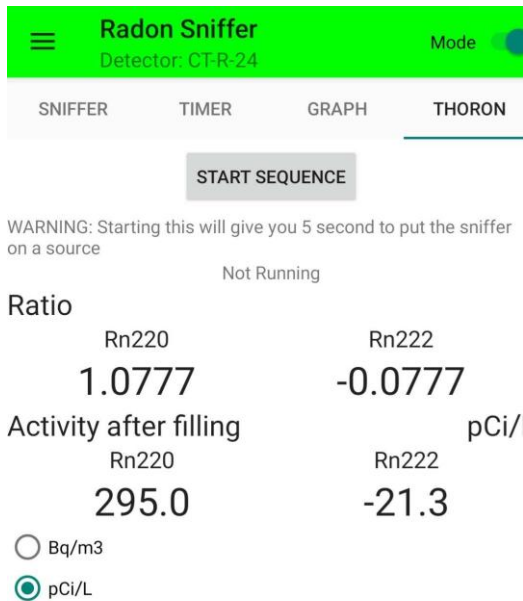 Radon Sniffer
Mode
Detector: CT-R-24
SNIFFER TIMER GRAPH THORON
START SEQUENCE
WARNING: Starting this will give you 5 second to put the sniffer
on a source
Not Running
Ratio
Rn220 Rn222
1.0777 -0.0777
Activity after filling pCi/l
Rn220 Rn222
295.0 -21.3
Bq/m3
pCi/L